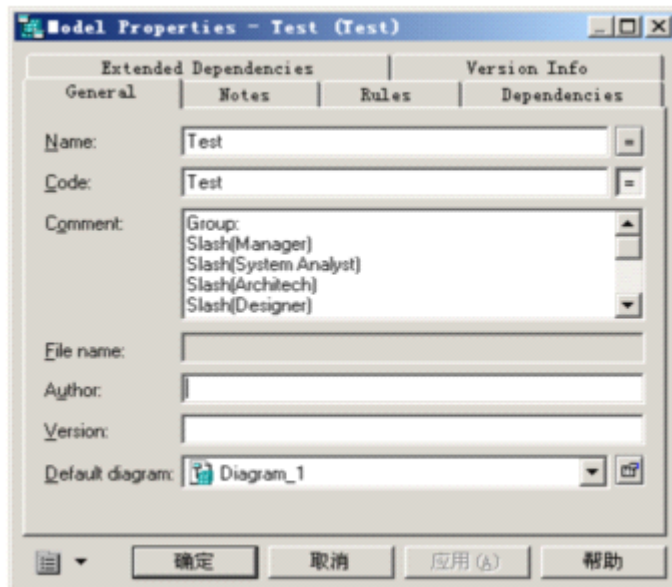 Model Properties - Test (Test)
Extended Dependencies Version Info
General Notes Rules Dependencies
Name: Test =
Code: Test =
Comment: Group:
Slash(Manager)
Slash(System Analyst)
Slash(Architech)
Slash(Designer)
File name:
Author:
Version:
Default diagram: Diagram_1
确定 取消 应用(A) 帮助